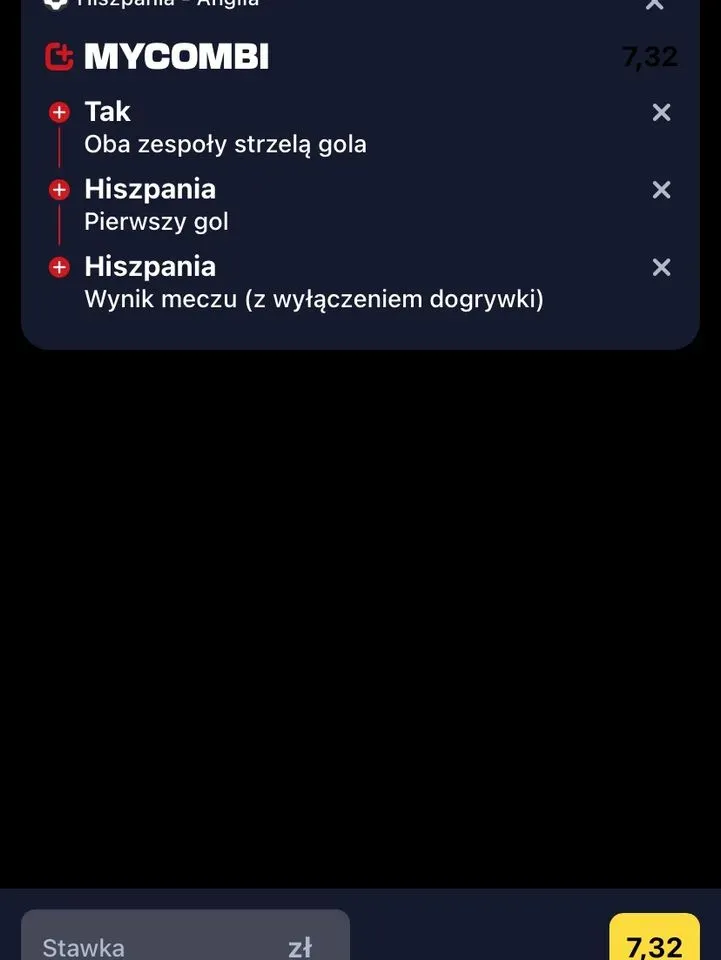 Hiszpania - Anglia
MYCOMBI 7,32
Tak
Oba zespoły strzelą gola
Hiszpania
Pierwszy gol
Hiszpania
Wynik meczu (z wyłączeniem dogrywki)
Stawka zł 7,32